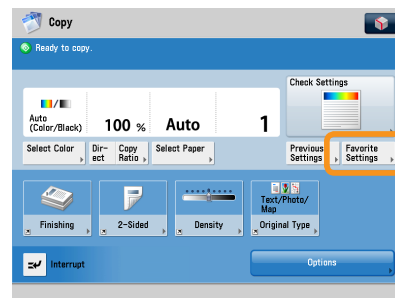 Copy
Ready to copy.
Check Settings
Auto
(Color/Black)
100 %
Auto
1
Select Color
Dir-
ect
Copy
Ratio
Select Paper
Previous
Settings
Favorite
Settings
Finishing
2-Sided
Density
Text/Photo/
Map
Original Type
Interrupt
Options